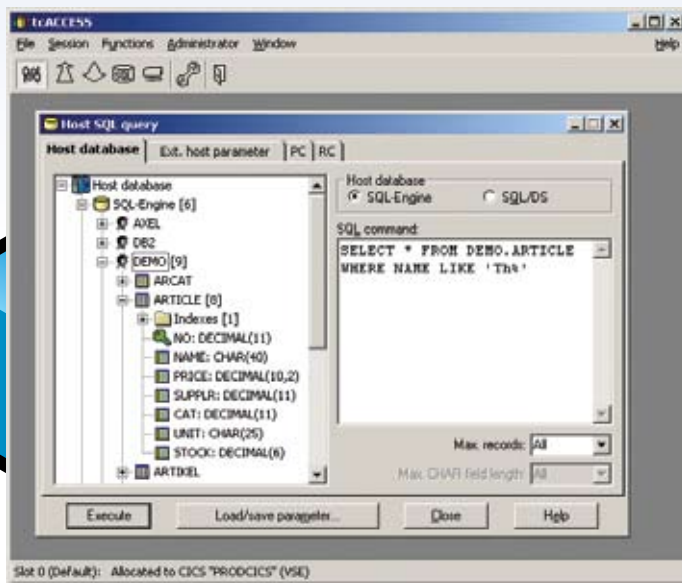 tcACCESS
File Session Functions Administrator Window Help
Host SQL query
Host database Ext. host parameter PC RC
Host database
SQL-Engine [6]
AXEL
DB2
DEMO [9]
ARCAT
ARTICLE [8]
Indexes [1]
NO: DECIMAL(11)
NAME: CHAR(40)
PRICE: DECIMAL(10,2)
SUPPLR: DECIMAL(11)
CAT: DECIMAL(11)
UNIT: CHAR(25)
STOCK: DECIMAL(6)
ARTIKEL
Host database
SQL-Engine SQL/DS
SQL command:
SELECT * FROM DEMO.ARTICLE
WHERE NAME LIKE 'Th%'
Max. records: All
Max. CHAR field length: All
Execute Load/save parameter... Close Help
Slot 0 (Default): Allocated to CICS "PRODCICS" (VSE)